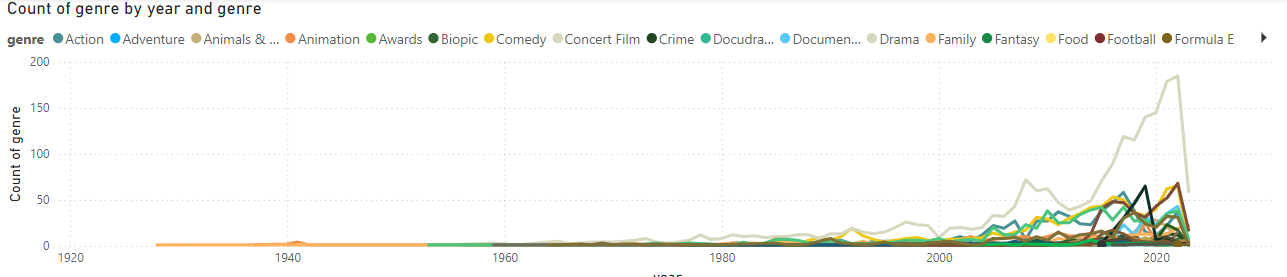 Count of genre by year and genre
genre Action Adventure Animals & ... Animation Awards Biopic Comedy Concert Film Crime Docudra... Documen... Drama Family Fantasy Food Football Formula E
200
150
100
50
0
Count of genre
1920 1940 1960 1980 2000 2020
year